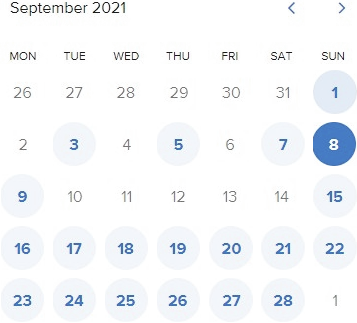 September 2021
MON TUE WED THU FRI SAT SUN
26 27 28 29 30 31 1
2 3 4 5 6 7 8
9 10 11 12 13 14 15
16 17 18 19 20 21 22
23 24 25 26 27 28 1